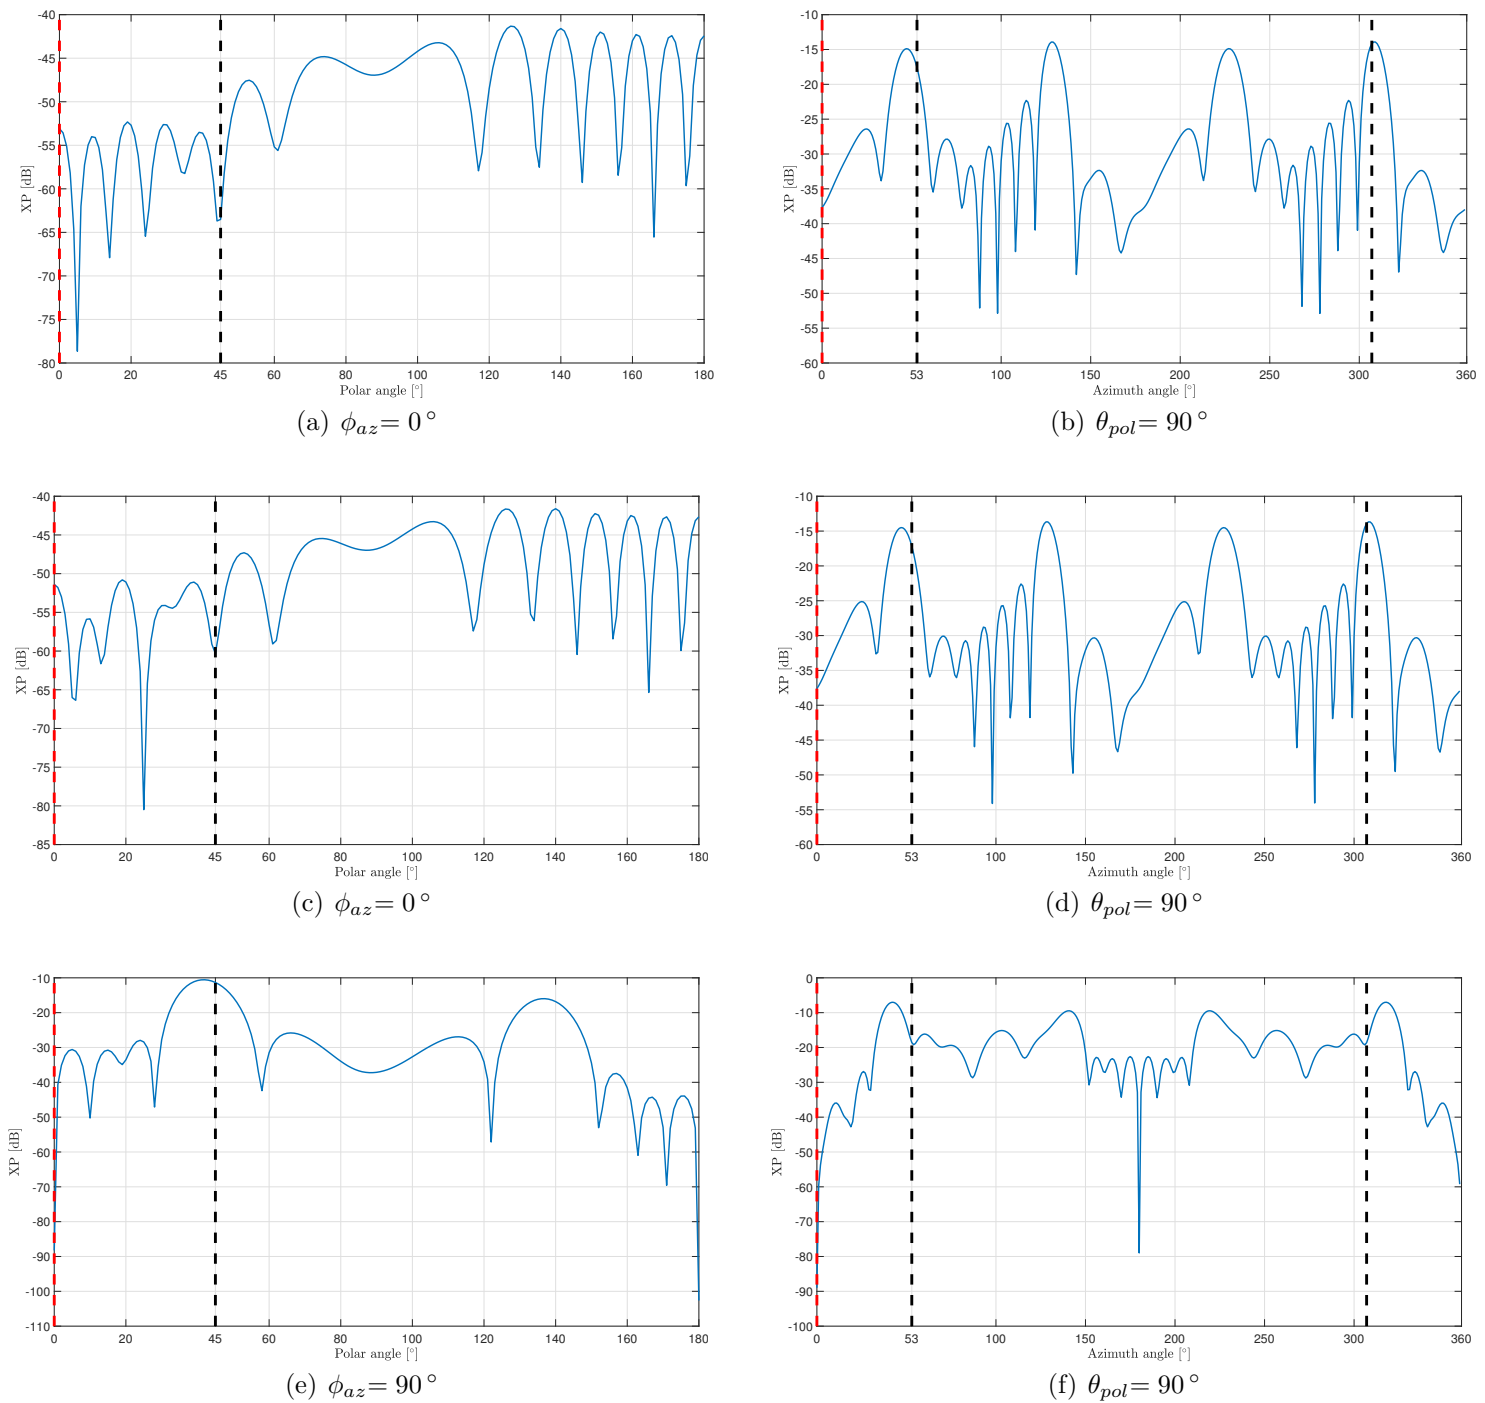 -40
-45
-50
-55
-60
-65
-70
-75
-80
XP [dB]
0 20 45 60 80 100 120 140 160 180
Polar angle [°]
(a) ϕaz= 0°
-10
-15
-20
-25
-30
-35
-40
-45
-50
-55
-60
XP [dB]
0 53 100 150 200 250 300 360
Azimuth angle [°]
(b) θpol= 90°
-40
-45
-50
-55
-60
-65
-70
-75
-80
-85
XP [dB]
0 20 45 60 80 100 120 140 160 180
Polar angle [°]
(c) ϕaz= 0°
-10
-15
-20
-25
-30
-35
-40
-45
-50
-55
-60
XP [dB]
0 53 100 150 200 250 300 360
Azimuth angle [°]
(d) θpol= 90°
-10
-20
-30
-40
-50
-60
-70
-80
-90
-100
-110
XP [dB]
0 20 45 60 80 100 120 140 160 180
Polar angle [°]
(e) ϕaz= 90°
0
-10
-20
-30
-40
-50
-60
-70
-80
-90
-100
XP [dB]
0 53 100 150 200 250 300 360
Azimuth angle [°]
(f) θpol= 90°